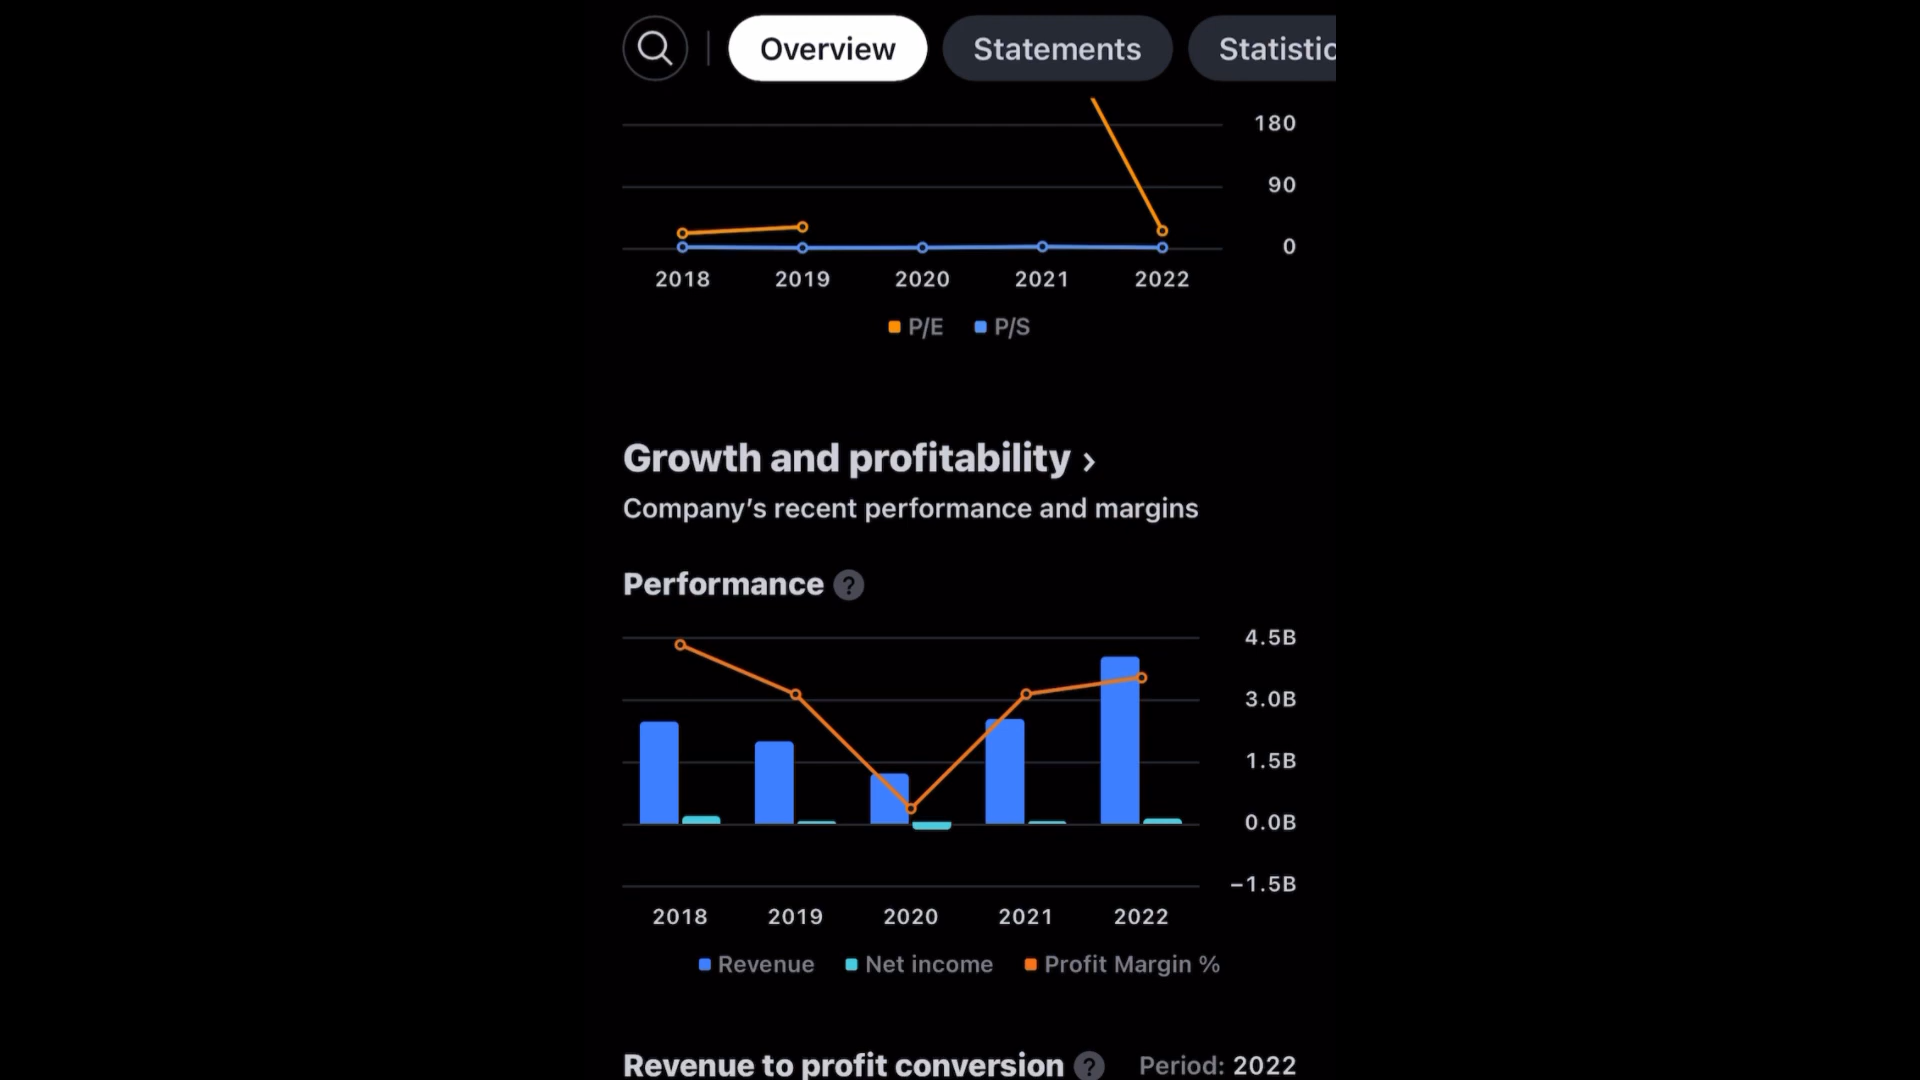 Overview Statements Statistic
180
90
0
2018 2019 2020 2021 2022
P/E P/S
Growth and profitability ›
Company's recent performance and margins
Performance ?
4.5B
3.0B
1.5B
0.0B
−1.5B
2018 2019 2020 2021 2022
Revenue Net income Profit Margin %
Revenue to profit conversion ? Period: 2022